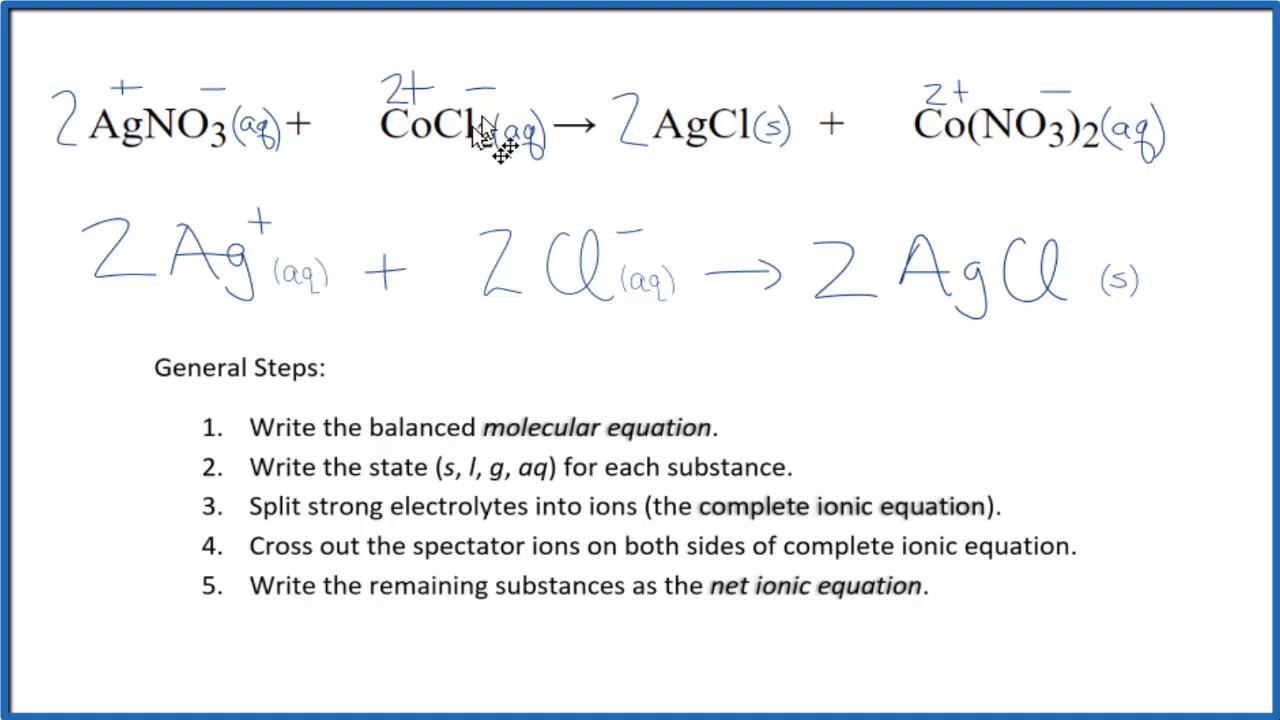 2 AgNO₃(aq) + CoCl (aq) → 2 AgCl(s) + Co(NO₃)₂(aq)
2 Ag⁺(aq) + 2 Cl⁻(aq) → 2 AgCl (s)
General Steps:
1. Write the balanced molecular equation.
2. Write the state (s, l, g, aq) for each substance.
3. Split strong electrolytes into ions (the complete ionic equation).
4. Cross out the spectator ions on both sides of complete ionic equation.
5. Write the remaining substances as the net ionic equation.